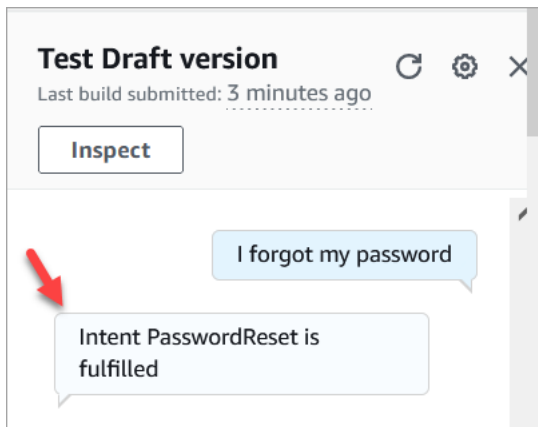 Test Draft version
Last build submitted: 3 minutes ago
Inspect
I forgot my password
Intent PasswordReset is
fulfilled